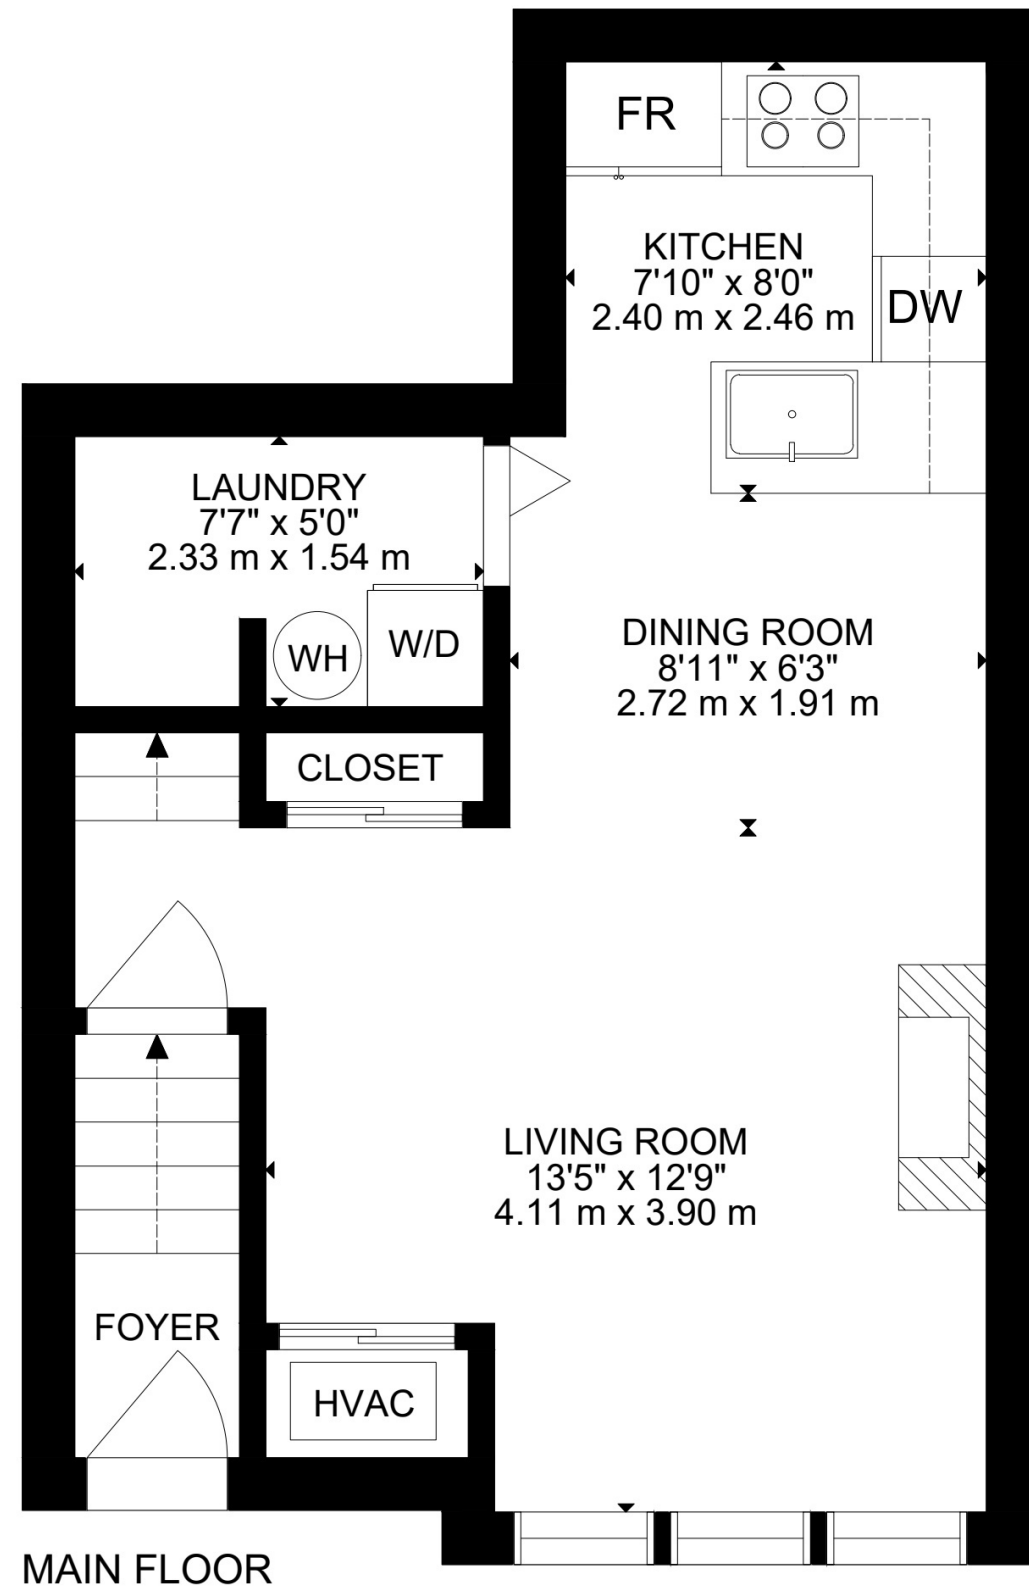 FR
KITCHEN
7'10" x 8'0"
2.40 m x 2.46 m
DW
LAUNDRY
7'7" x 5'0"
2.33 m x 1.54 m
WH
W/D
DINING ROOM
8'11" x 6'3"
2.72 m x 1.91 m
CLOSET
LIVING ROOM
13'5" x 12'9"
4.11 m x 3.90 m
FOYER
HVAC
MAIN FLOOR